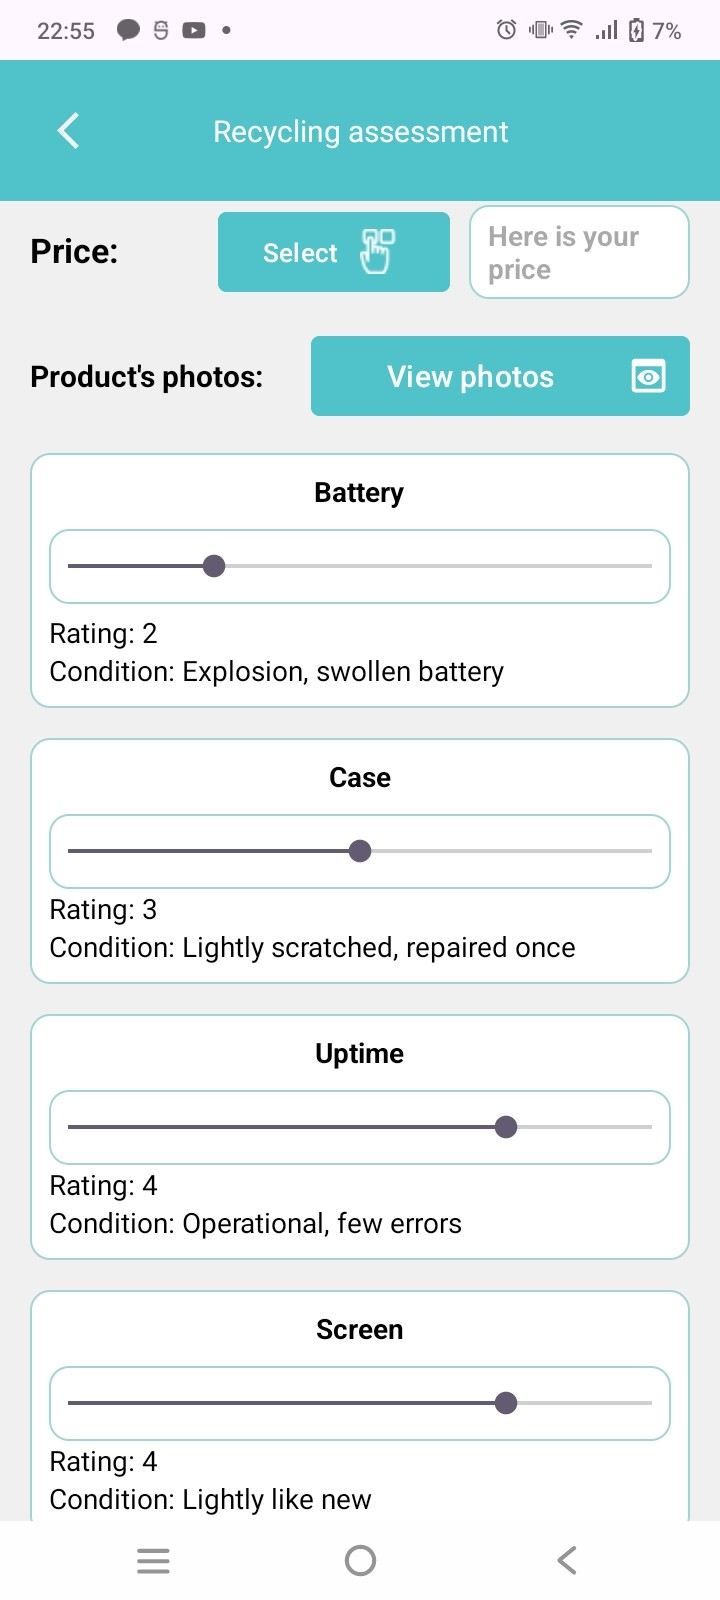 22:55 7%
Recycling assessment
Price: Select Here is your
price
Product's photos: View photos
Battery
Rating: 2
Condition: Explosion, swollen battery
Case
Rating: 3
Condition: Lightly scratched, repaired once
Uptime
Rating: 4
Condition: Operational, few errors
Screen
Rating: 4
Condition: Lightly like new